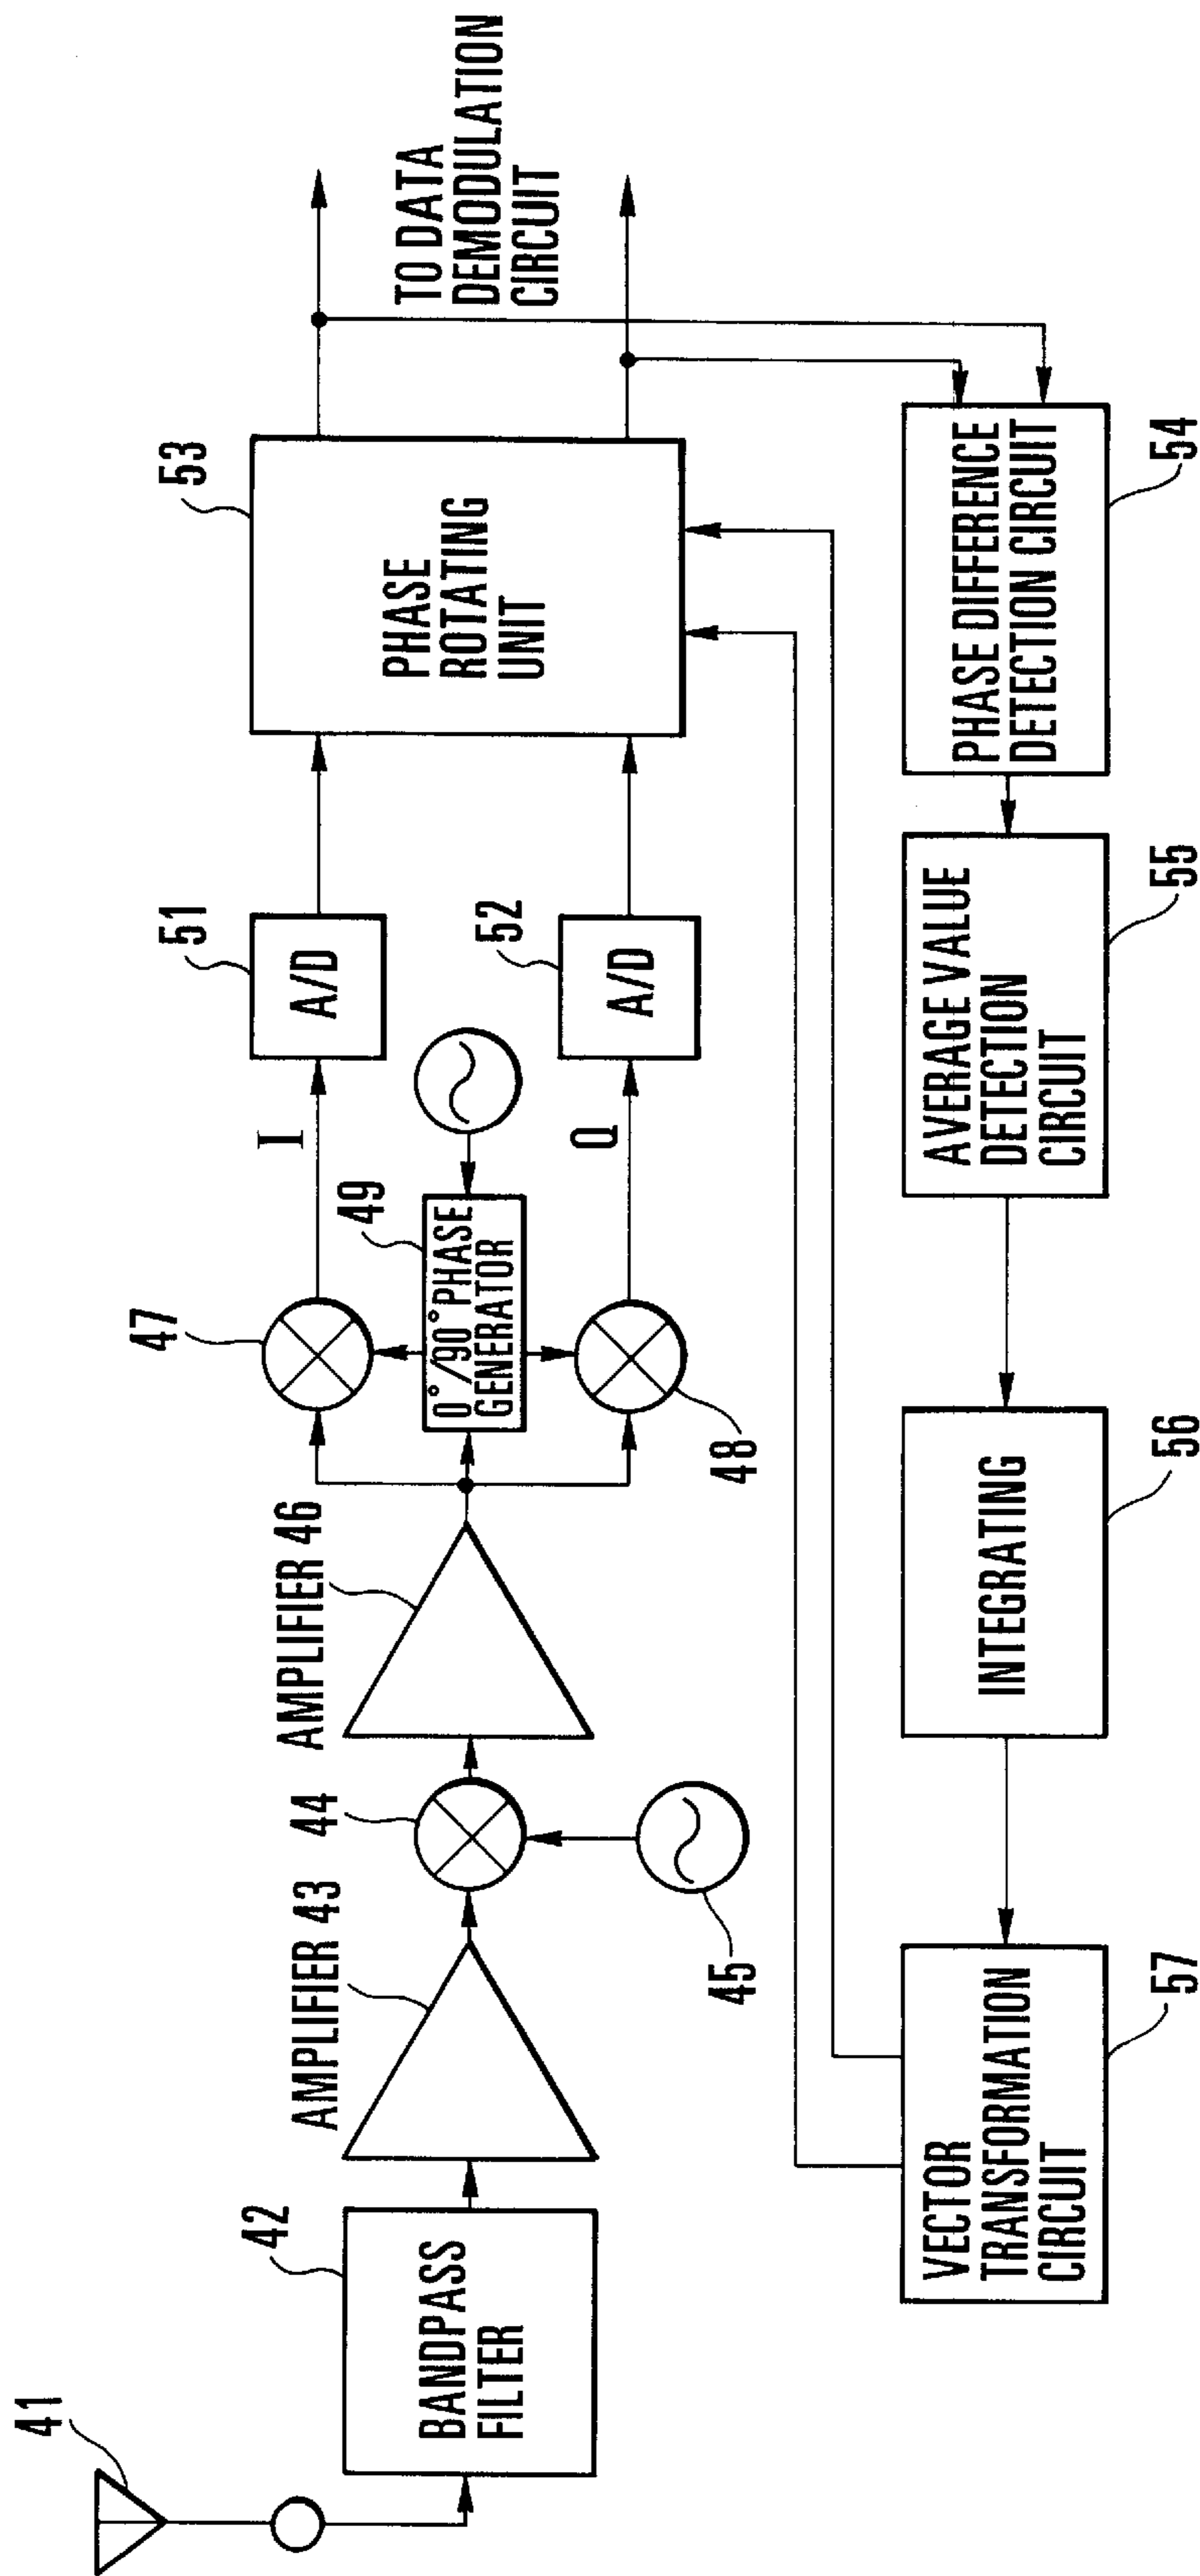 41
42
BANDPASS
FILTER
AMPLIFIER 43
44
45
AMPLIFIER 46
47
48
49
0°/90° PHASE
GENERATOR
I
Q
51
A/D
52
A/D
53
PHASE
ROTATING
UNIT
TO DATA
DEMODULATION
CIRCUIT
PHASE DIFFERENCE
DETECTION CIRCUIT
54
AVERAGE VALUE
DETECTION
CIRCUIT
55
INTEGRATING
56
VECTOR
TRANSFORMATION
CIRCUIT
57